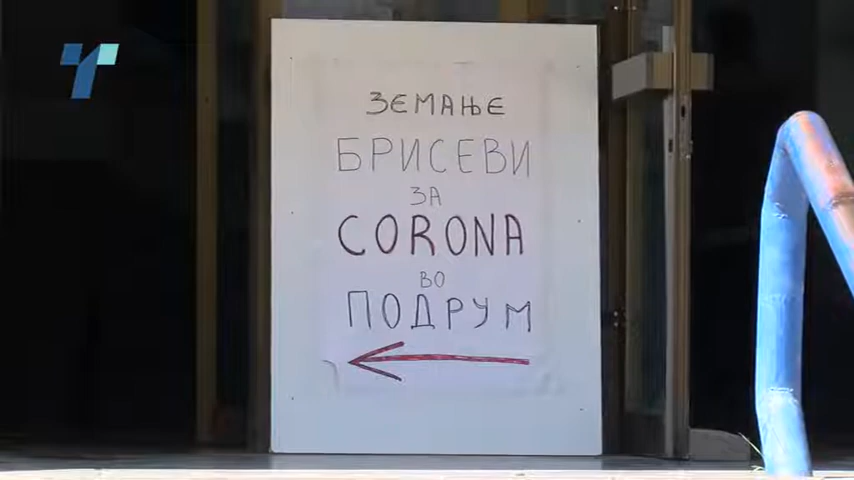 ЗЕМАЊЕ
БРИСЕВИ
ЗА
CORONA
ВО
ПОДРУМ